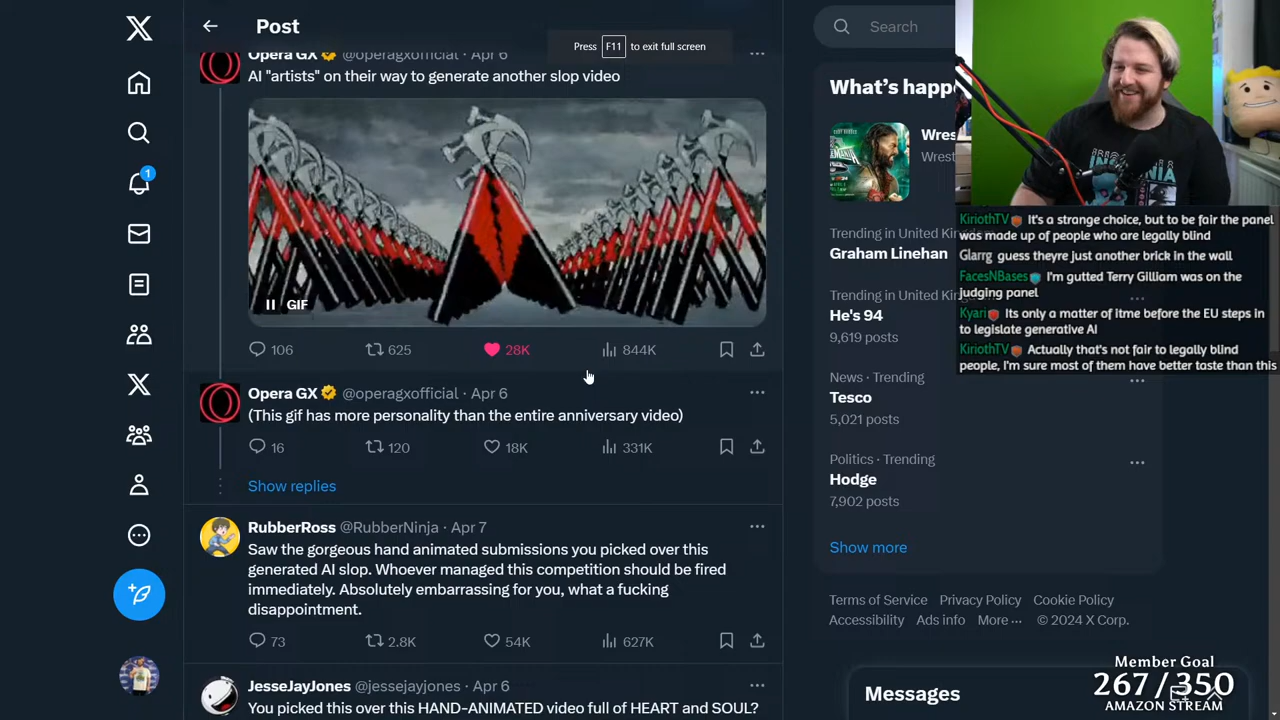 Post
Press F11 to exit full screen
Opera GX @operagxofficial · Apr 6
AI "artists" on their way to generate another slop video
GIF
106 625 28K 844K
Opera GX @operagxofficial · Apr 6
(This gif has more personality than the entire anniversary video)
16 120 18K 331K
Show replies
RubberRoss @RubberNinja · Apr 7
Saw the gorgeous hand animated submissions you picked over this
generated AI slop. Whoever managed this competition should be fired
immediately. Absolutely embarrassing for you, what a fucking
disappointment.
73 2.8K 54K 627K
JesseJayJones @jessejayjones · Apr 6
You picked this over this HAND-ANIMATED video full of HEART and SOUL?
1
Search
What's happ
Wres
Wrest
Trending in United K
Graham Linehan
Trending in United Ki
He's 94
9,619 posts
News · Trending
Tesco
5,021 posts
Politics · Trending
Hodge
7,902 posts
Show more
Terms of Service Privacy Policy Cookie Policy
Accessibility Ads info More ··· © 2024 X Corp.
Messages
KiriothTV It's a strange choice, but to be fair the panel
was made up of people who are legally blind
Glarrg guess theyre just another brick in the wall
FacesNBases I'm gutted Terry Gilliam was on the
judging panel
Kyari Its only a matter of itme before the EU steps in
to legislate generative AI
KiriothTV Actually that's not fair to legally blind
people, I'm sure most of them have better taste than this
Member Goal
267/350
AMAZON STREAM